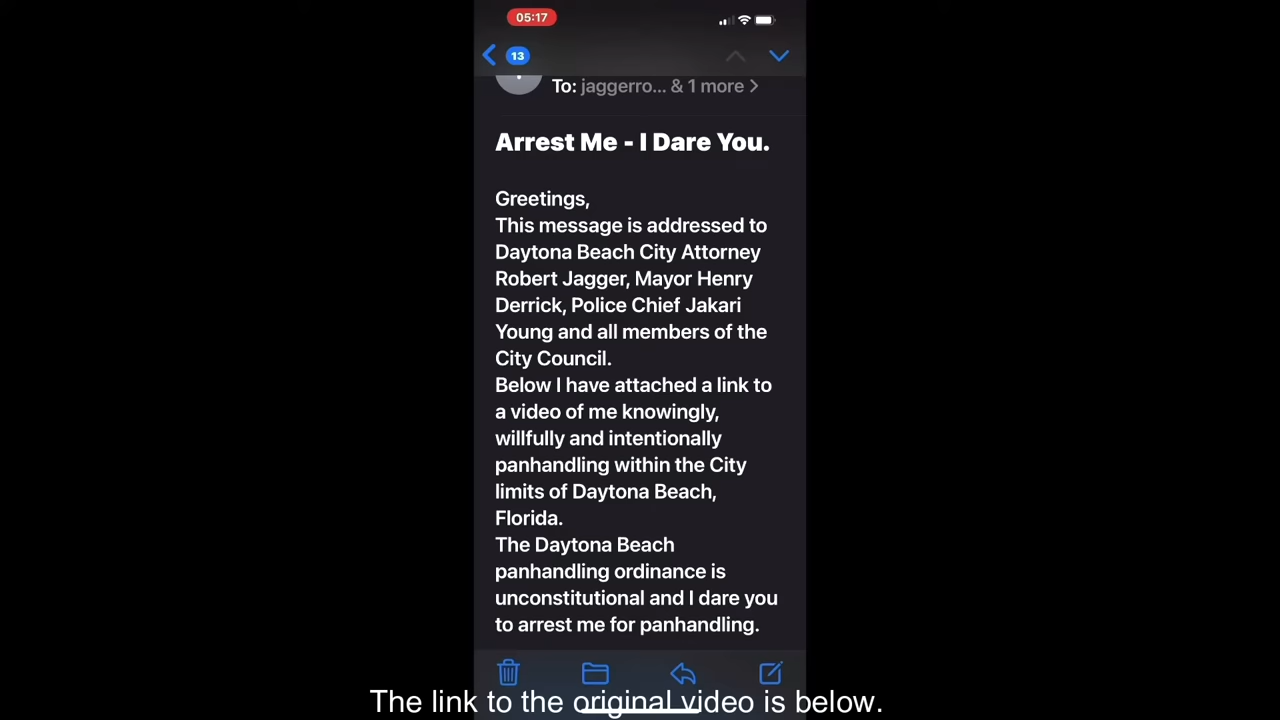 05:17
13
To: jaggerro... & 1 more >
Arrest Me - I Dare You.
Greetings,
This message is addressed to
Daytona Beach City Attorney
Robert Jagger, Mayor Henry
Derrick, Police Chief Jakari
Young and all members of the
City Council.
Below I have attached a link to
a video of me knowingly,
willfully and intentionally
panhandling within the City
limits of Daytona Beach,
Florida.
The Daytona Beach
panhandling ordinance is
unconstitutional and I dare you
to arrest me for panhandling.
The link to the original video is below.